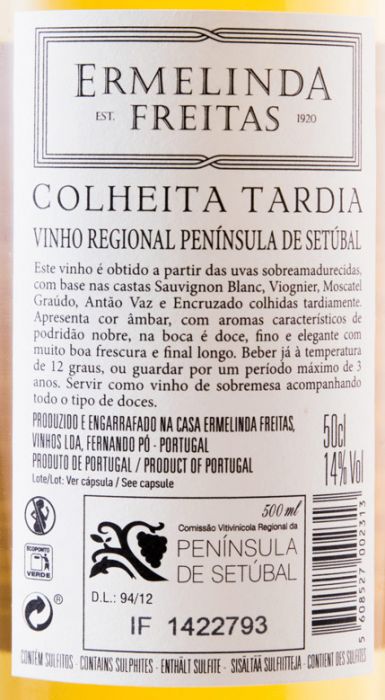 ERMELINDA
EST. FREITAS 1920
COLHEITA TARDIA
VINHO REGIONAL PENÍNSULA DE SETÚBAL
Este vinho é obtido a partir das uvas sobreamadurecidas,
com base nas castas Sauvignon Blanc, Viognier, Moscatel
Graúdo, Antão Vaz e Encruzado colhidas tardiamente.
Apresenta cor âmbar, com aromas característicos de
podridão nobre, na boca é doce, fino e elegante com
muito boa frescura e final longo. Beber já à temperatura
de 12 graus, ou guardar por um período máximo de 3
anos. Servir como vinho de sobremesa acompanhando
todo o tipo de doces.
PRODUZIDO E ENGARRAFADO NA CASA ERMELINDA FREITAS,
VINHOS LDA, FERNANDO PÓ - PORTUGAL
PRODUTO DE PORTUGAL / PRODUCT OF PORTUGAL
Lote/Lot: Ver cápsula / See capsule
50cl
14% Vol
ECOPONTO
VERDE
500 ml
Comissão Vitivinícola Regional da
PENÍNSULA
DE SETÚBAL
D.L.: 94/12
IF 1422793
5 608527 002313
CONTÉM SULFITOS - CONTAINS SULPHITES - ENTHÄLT SULFITE - SISÄLTÄÄ SULFIITTEJA - CONTIENT DES SULFITES